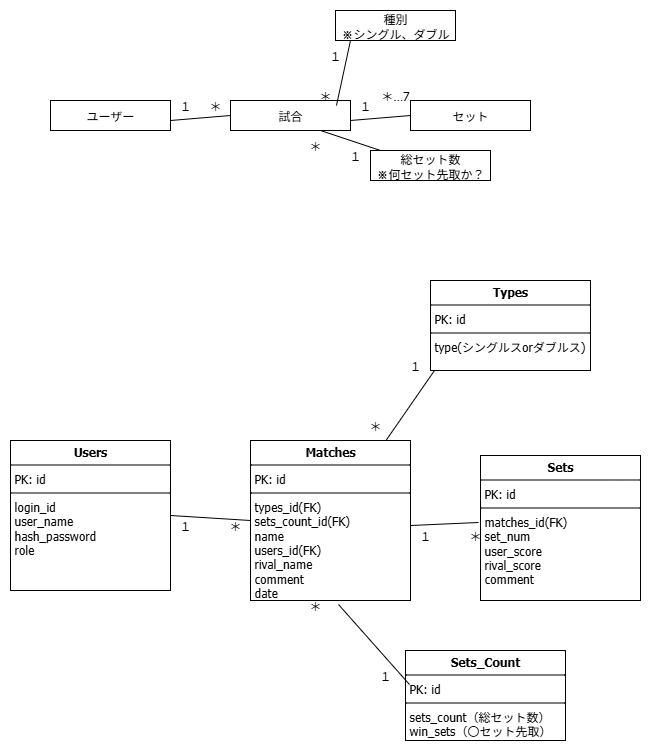 種別
※シングル、ダブル
1
＊
＊...7
ユーザー
1
＊
試合
1
セット
＊
1
総セット数
※何セット先取か？
Types
PK: id
type(シングルスorダブルス)
1
＊
Users
PK: id
login_id
user_name
hash_password
role
1
＊
Matches
PK: id
types_id(FK)
sets_count_id(FK)
name
users_id(FK)
rival_name
comment
date
1
＊
Sets
PK: id
matches_id(FK)
set_num
user_score
rival_score
comment
＊
1
Sets_Count
PK: id
sets_count（総セット数）
win_sets（〇セット先取）